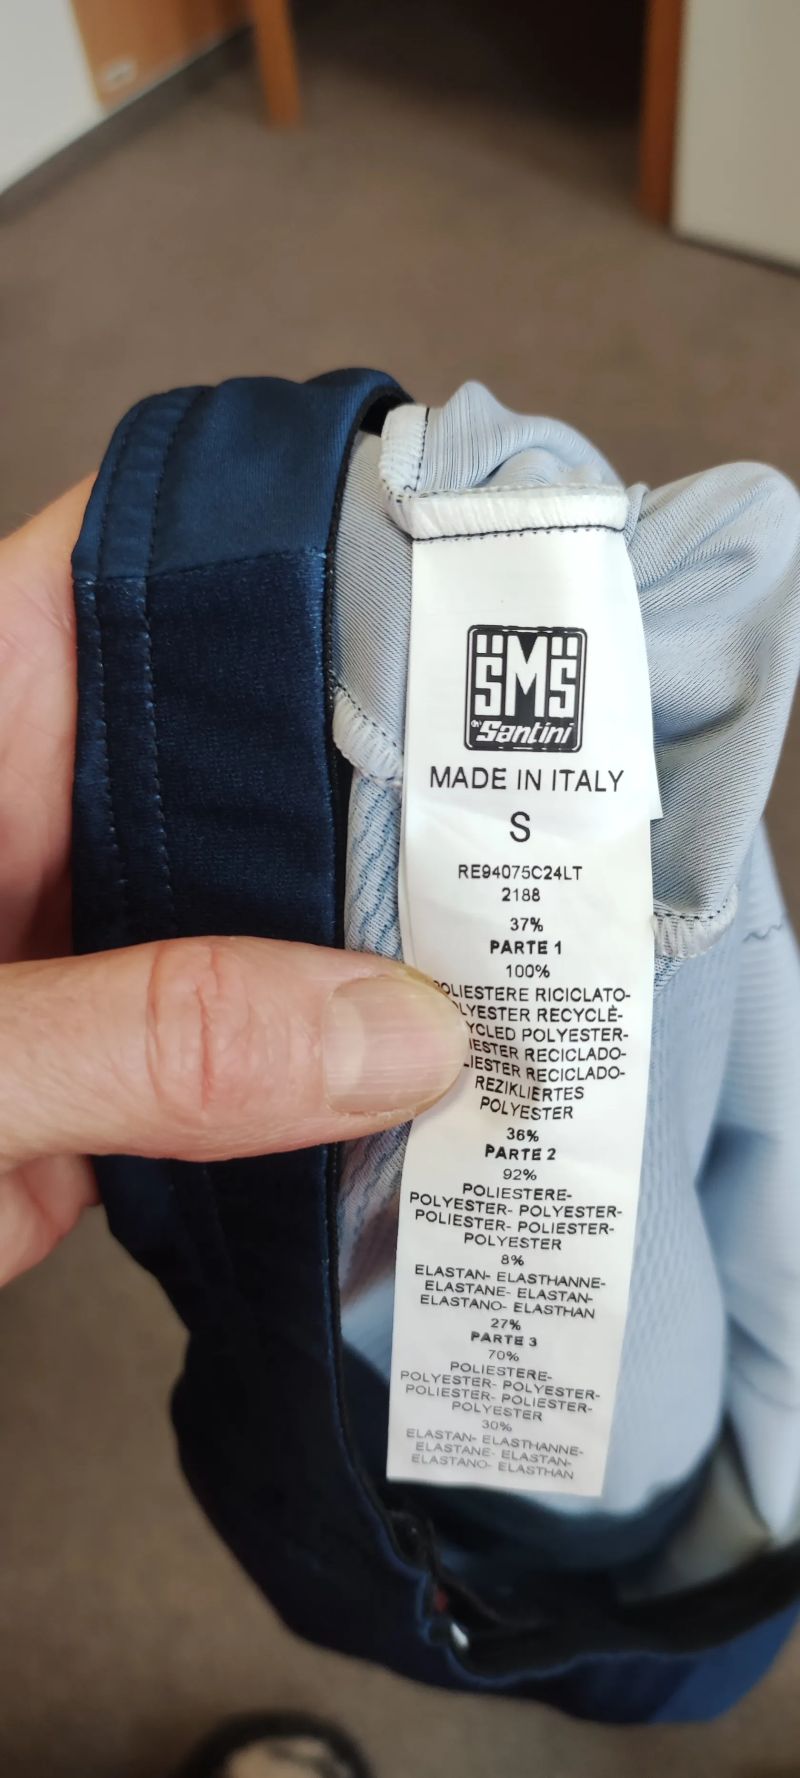 SMS
by Santini
MADE IN ITALY
S
RE94075C24LT
2188
37%
PARTE 1
100%
POLIESTERE RICICLATO-
POLYESTER RECYCLÈ-
RECYCLED POLYESTER-
POLIESTER RECICLADO-
POLIESTER RECICLADO-
REZIKLIERTES
POLYESTER
36%
PARTE 2
92%
POLIESTERE-
POLYESTER- POLYESTER-
POLIESTER- POLIESTER-
POLYESTER
8%
ELASTAN- ELASTHANNE-
ELASTANE- ELASTAN-
ELASTANO- ELASTHAN
27%
PARTE 3
70%
POLIESTERE-
POLYESTER- POLYESTER-
POLIESTER- POLIESTER-
POLYESTER
30%
ELASTAN- ELASTHANNE-
ELASTANE- ELASTAN-
ELASTANO- ELASTHAN